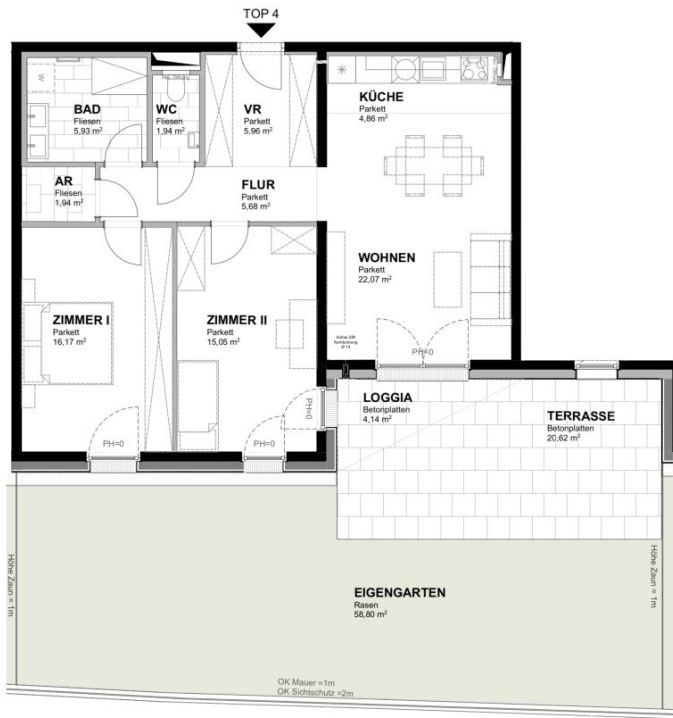 TOP 4
W
BAD
Fliesen
5,93 m²
WC
Fliesen
1,94 m²
VR
Parkett
5,96 m²
KÜCHE
Parkett
4,86 m²
AR
Fliesen
1,94 m²
FLUR
Parkett
5,68 m²
WOHNEN
Parkett
22,07 m²
ZIMMER I
Parkett
16,17 m²
ZIMMER II
Parkett
15,05 m²
PH=0
PH=0
PH=0
PH=0
LOGGIA
Betonplatten
4,14 m²
TERRASSE
Betonplatten
20,62 m²
Höhe Zaun = 1m
Höhe Zaun = 1m
EIGENGARTEN
Rasen
58,80 m²
OK Mauer =1m
OK Sichtschutz =2m